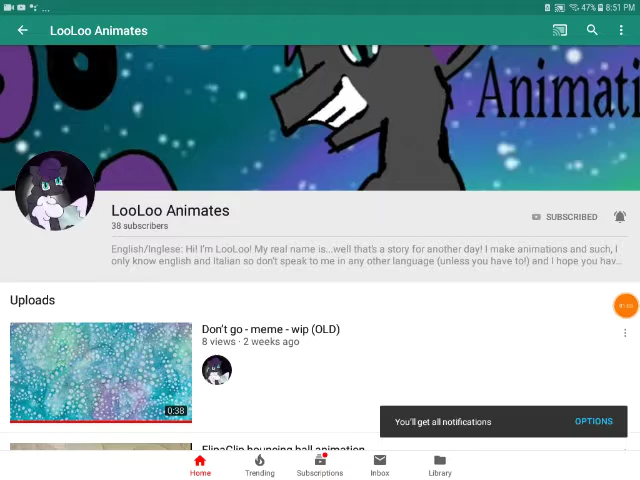 47% 8:51 PM
LooLoo Animates
Animati
LooLoo Animates
38 subscribers
SUBSCRIBED
English/Inglese: Hi! I'm LooLoo! My real name is...well that's a story for another day! I make animations and such, I
only know english and Italian so don't speak to me in any other language (unless you have to!) and I hope you hav...
Uploads
Don't go - meme - wip (OLD)
8 views · 2 weeks ago
0:38
You'll get all notifications OPTIONS
FlipaClip bouncing ball animation
Home Trending Subscriptions Inbox Library